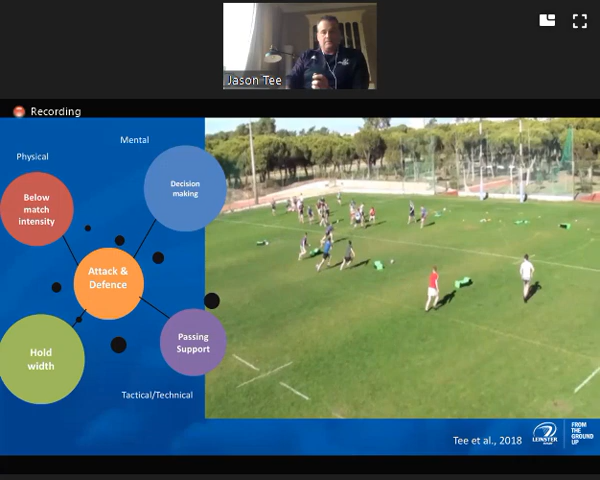 Jason Tee
Recording
Mental
Physical
Decision
making
Below
match
intensity
Attack &
Defence
Passing
Support
Hold
width
Tactical/Technical
Tee et al., 2018
LEINSTER
FROM
THE
GROUND
UP